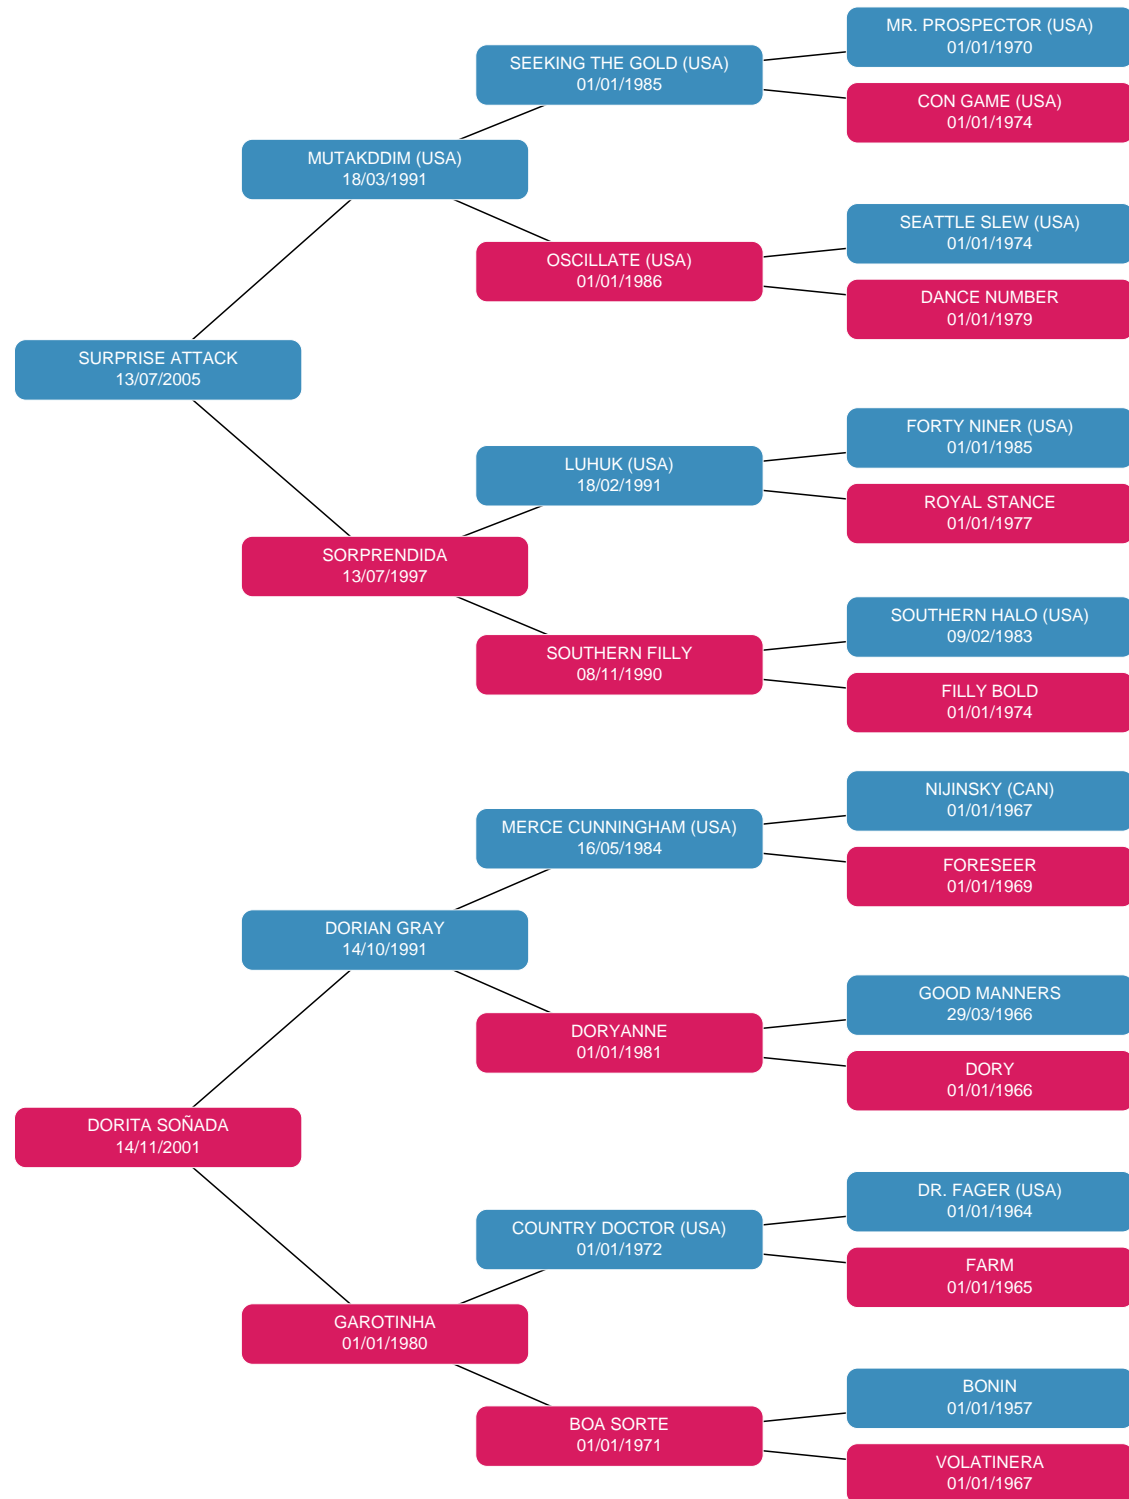 MR. PROSPECTOR (USA)
01/01/1970
SEEKING THE GOLD (USA)
01/01/1985
CON GAME (USA)
01/01/1974
MUTAKDDIM (USA)
18/03/1991
SEATTLE SLEW (USA)
01/01/1974
OSCILLATE (USA)
01/01/1986
DANCE NUMBER
01/01/1979
SURPRISE ATTACK
13/07/2005
FORTY NINER (USA)
01/01/1985
LUHUK (USA)
18/02/1991
ROYAL STANCE
01/01/1977
SORPRENDIDA
13/07/1997
SOUTHERN HALO (USA)
09/02/1983
SOUTHERN FILLY
08/11/1990
FILLY BOLD
01/01/1974
NIJINSKY (CAN)
01/01/1967
MERCE CUNNINGHAM (USA)
16/05/1984
FORESEER
01/01/1969
DORIAN GRAY
14/10/1991
GOOD MANNERS
29/03/1966
DORYANNE
01/01/1981
DORY
01/01/1966
DORITA SOÑADA
14/11/2001
DR. FAGER (USA)
01/01/1964
COUNTRY DOCTOR (USA)
01/01/1972
FARM
01/01/1965
GAROTINHA
01/01/1980
BONIN
01/01/1957
BOA SORTE
01/01/1971
VOLATINERA
01/01/1967